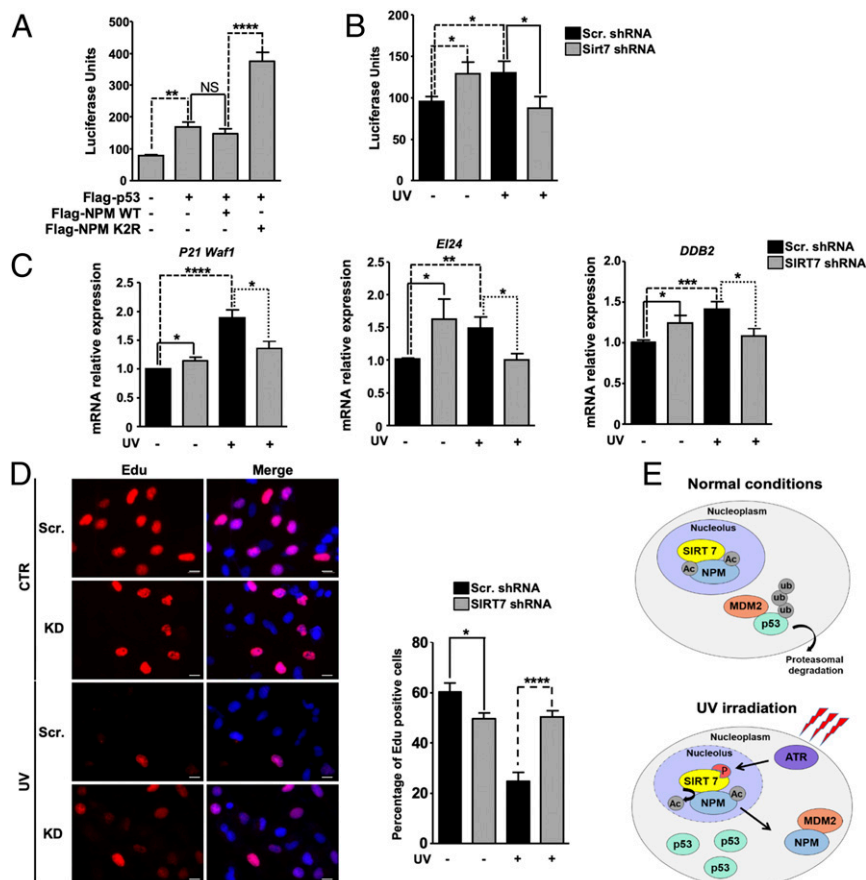 A
Luciferase Units
500
400
300
200
100
0
**
NS
****
Flag-p53 - + + +
Flag-NPM WT - - + -
Flag-NPM K2R - - - +
B
Luciferase Units
200
150
100
50
0
*
*
*
UV - - + +
Scr. shRNA
Sirt7 shRNA
C
P21 Waf1
mRNA relative expression
2.5
2.0
1.5
1.0
0.5
0
****
*
*
UV - - + +
EI24
mRNA relative expression
2.5
2.0
1.5
1.0
0.5
0.0
**
*
*
UV - - + +
DDB2
mRNA relative expression
2.0
1.5
1.0
0.5
0.0
***
*
*
UV - - + +
Scr. shRNA
SIRT7 shRNA
D
Edu Merge
CTR
Scr.
KD
UV
Scr.
KD
Scr. shRNA
SIRT7 shRNA
Percentage of Edu positive cells
80
60
40
20
0
*
****
UV - - + +
E
Normal conditions
Nucleoplasm
Nucleolus
SIRT 7
Ac NPM Ac
MDM2
p53
ub
ub
ub
Proteasomal
degradation
UV irradiation
Nucleoplasm
Nucleolus
P
SIRT 7
ATR
Ac NPM Ac
MDM2
NPM
p53 p53
p53